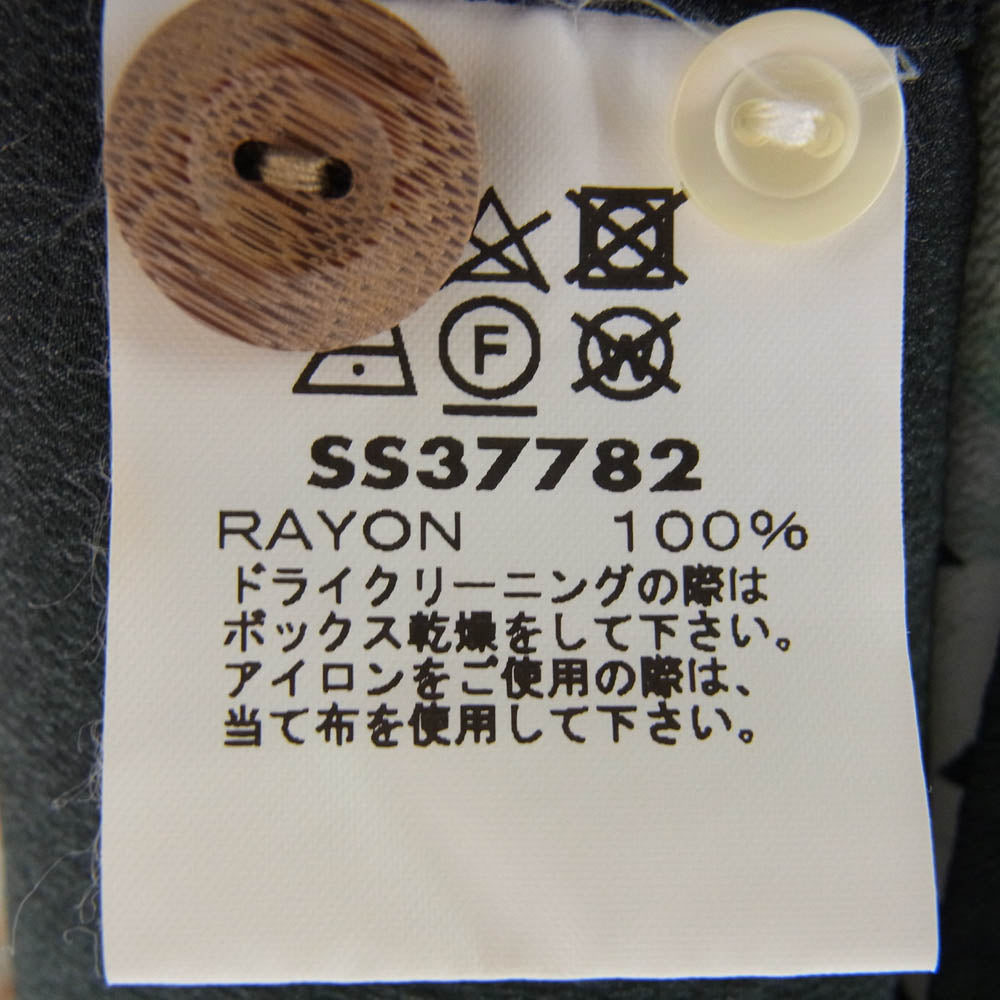 F W
SS37782
RAYON 100%
ドライクリーニングの際は
ボックス乾燥をして下さい。
アイロンをご使用の際は、
当て布を使用して下さい。